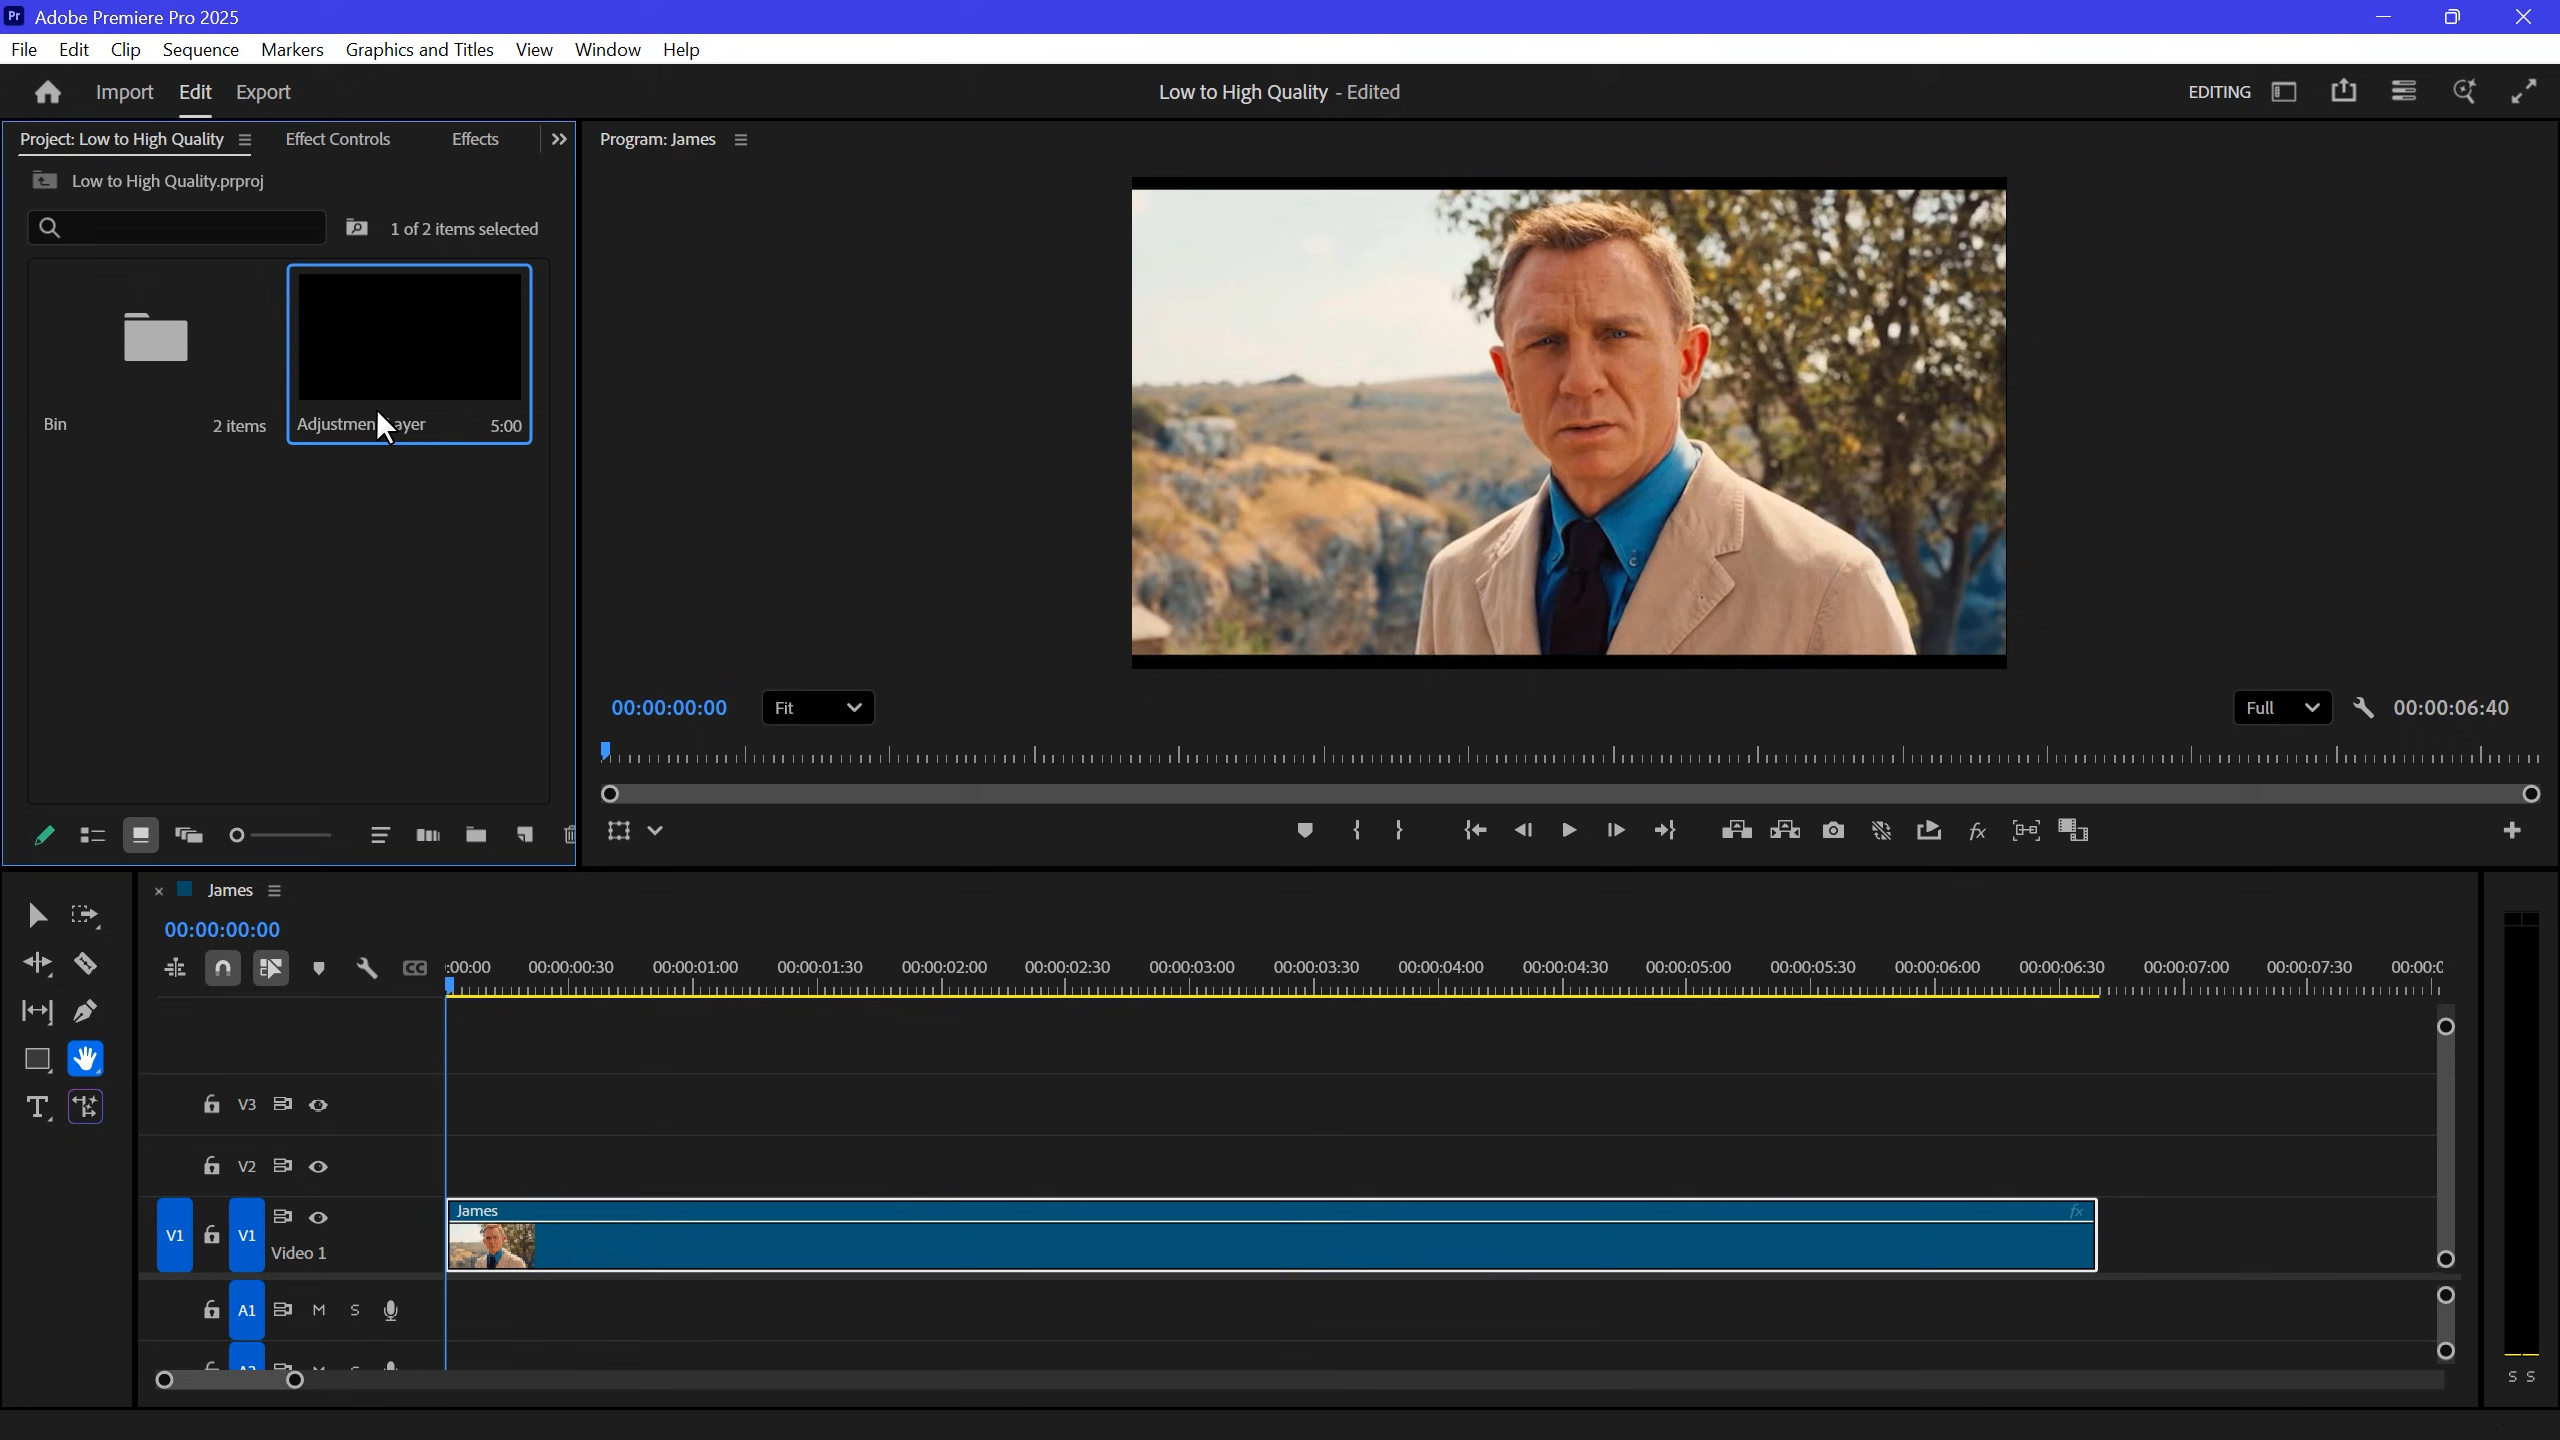 Pr Adobe Premiere Pro 2025
File Edit Clip Sequence Markers Graphics and Titles View Window Help
Import Edit Export Low to High Quality - Edited EDITING
Project: Low to High Quality Effect Controls Effects Program: James
Low to High Quality.prproj
1 of 2 items selected
Bin 2 items Adjustmen ayer 5:00
00:00:00:00 Fit Full 00:00:06:40
James
00:00:00:00
:00:00 00:00:00:30 00:00:01:00 00:00:01:30 00:00:02:00 00:00:02:30 00:00:03:00 00:00:03:30 00:00:04:00 00:00:04:30 00:00:05:00 00:00:05:30 00:00:06:00 00:00:06:30 00:00:07:00 00:00:07:30 00:00:0
V3
V2
James fx
V1 V1
Video 1
A1 M S
S S